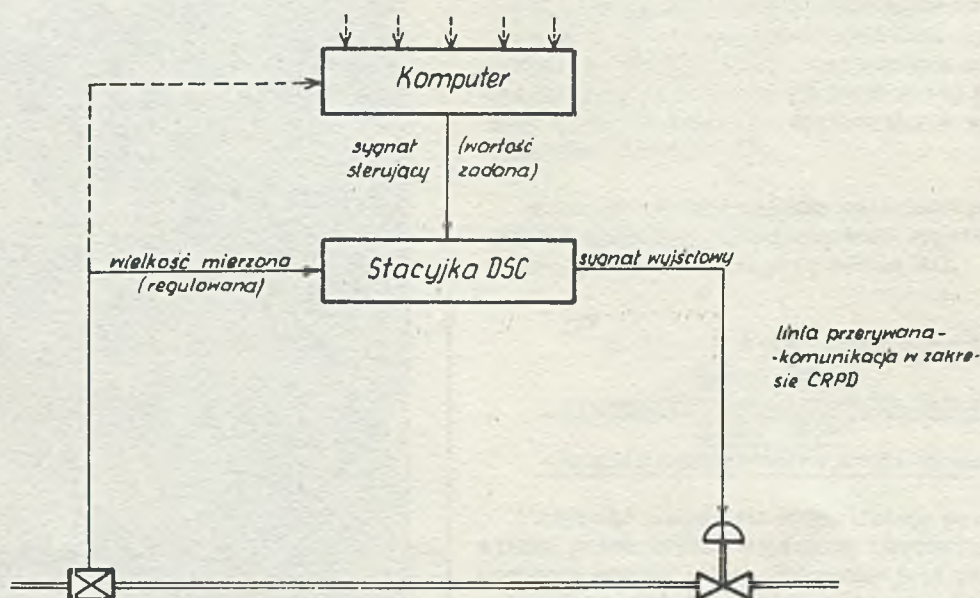 Komputer
sygnał
sterujący
(wartość
zadana)
wielkość mierzona
(regulowana)
Stacyjka DSC
sygnał wyjściowy
linia przerywana-
-komunikacja w zakre-
sie CRPD